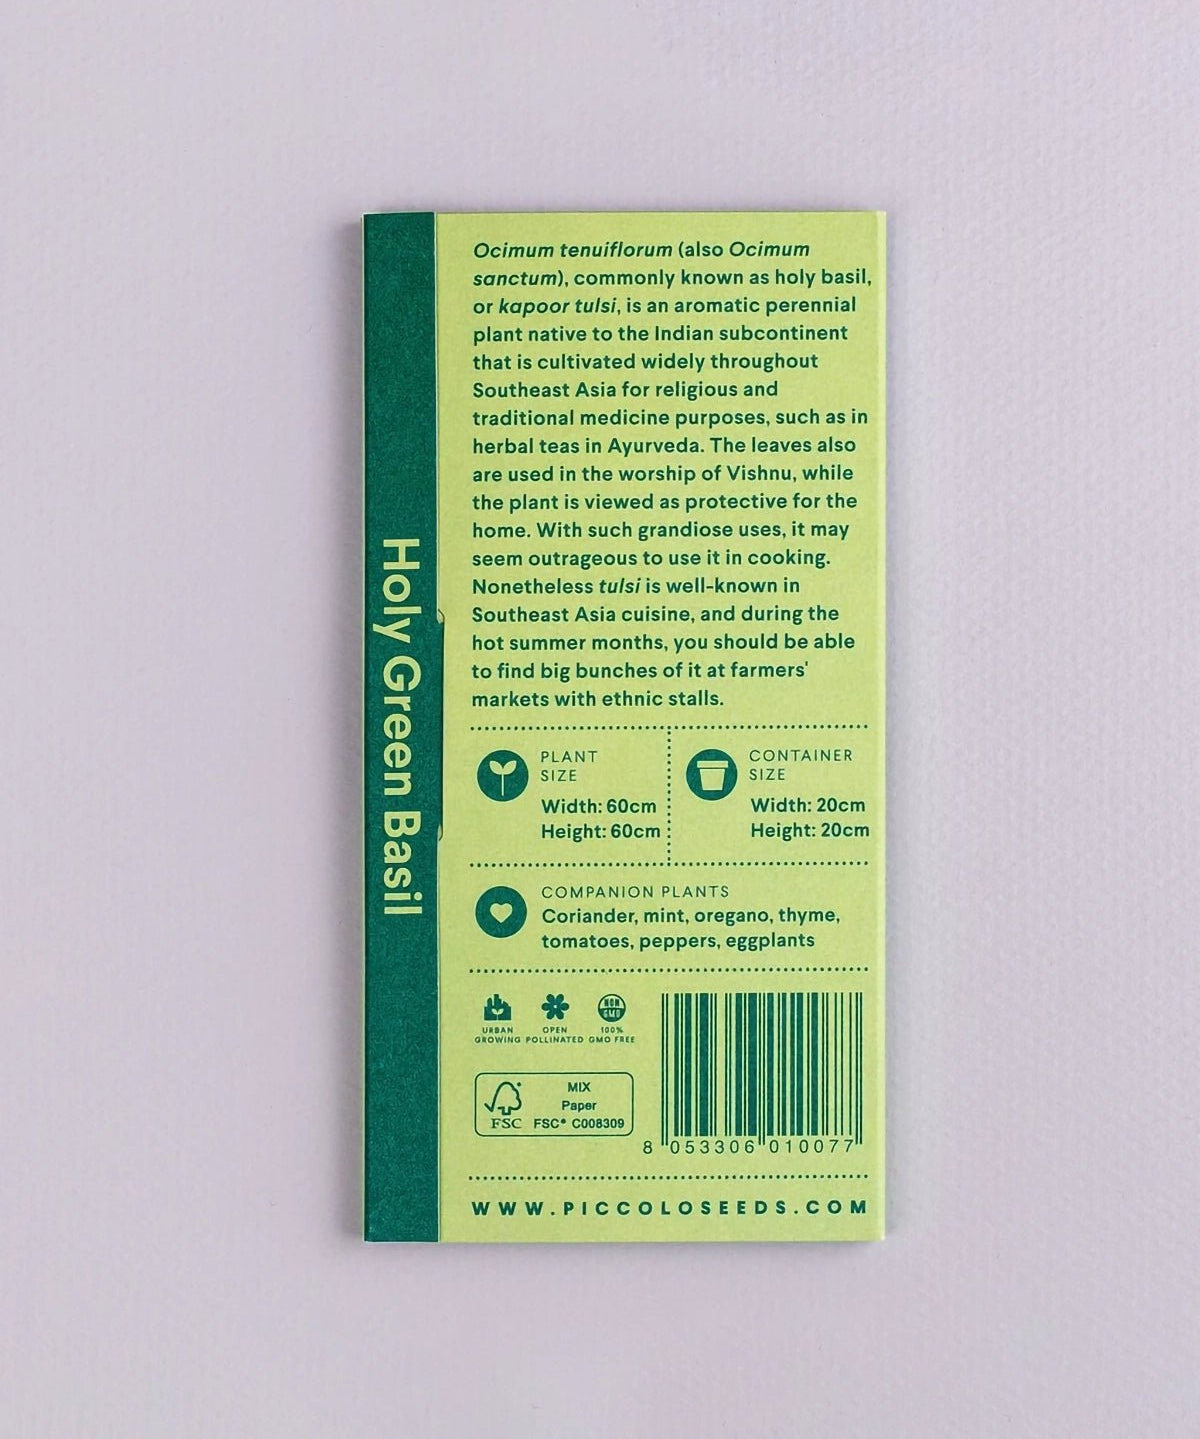 Holy Green Basil
Ocimum tenuiflorum (also Ocimum
sanctum), commonly known as holy basil,
or kapoor tulsi, is an aromatic perennial
plant native to the Indian subcontinent
that is cultivated widely throughout
Southeast Asia for religious and
traditional medicine purposes, such as in
herbal teas in Ayurveda. The leaves also
are used in the worship of Vishnu, while
the plant is viewed as protective for the
home. With such grandiose uses, it may
seem outrageous to use it in cooking.
Nonetheless tulsi is well-known in
Southeast Asia cuisine, and during the
hot summer months, you should be able
to find big bunches of it at farmers'
markets with ethnic stalls.
PLANT
SIZE
Width: 60cm
Height: 60cm
CONTAINER
SIZE
Width: 20cm
Height: 20cm
COMPANION PLANTS
Coriander, mint, oregano, thyme,
tomatoes, peppers, eggplants
URBAN
GROWING
OPEN
POLLINATED
NON
GMO
100%
GMO FREE
FSC
MIX
Paper
FSC® C008309
8 053306 010077
WWW.PICCOLOSEEDS.COM